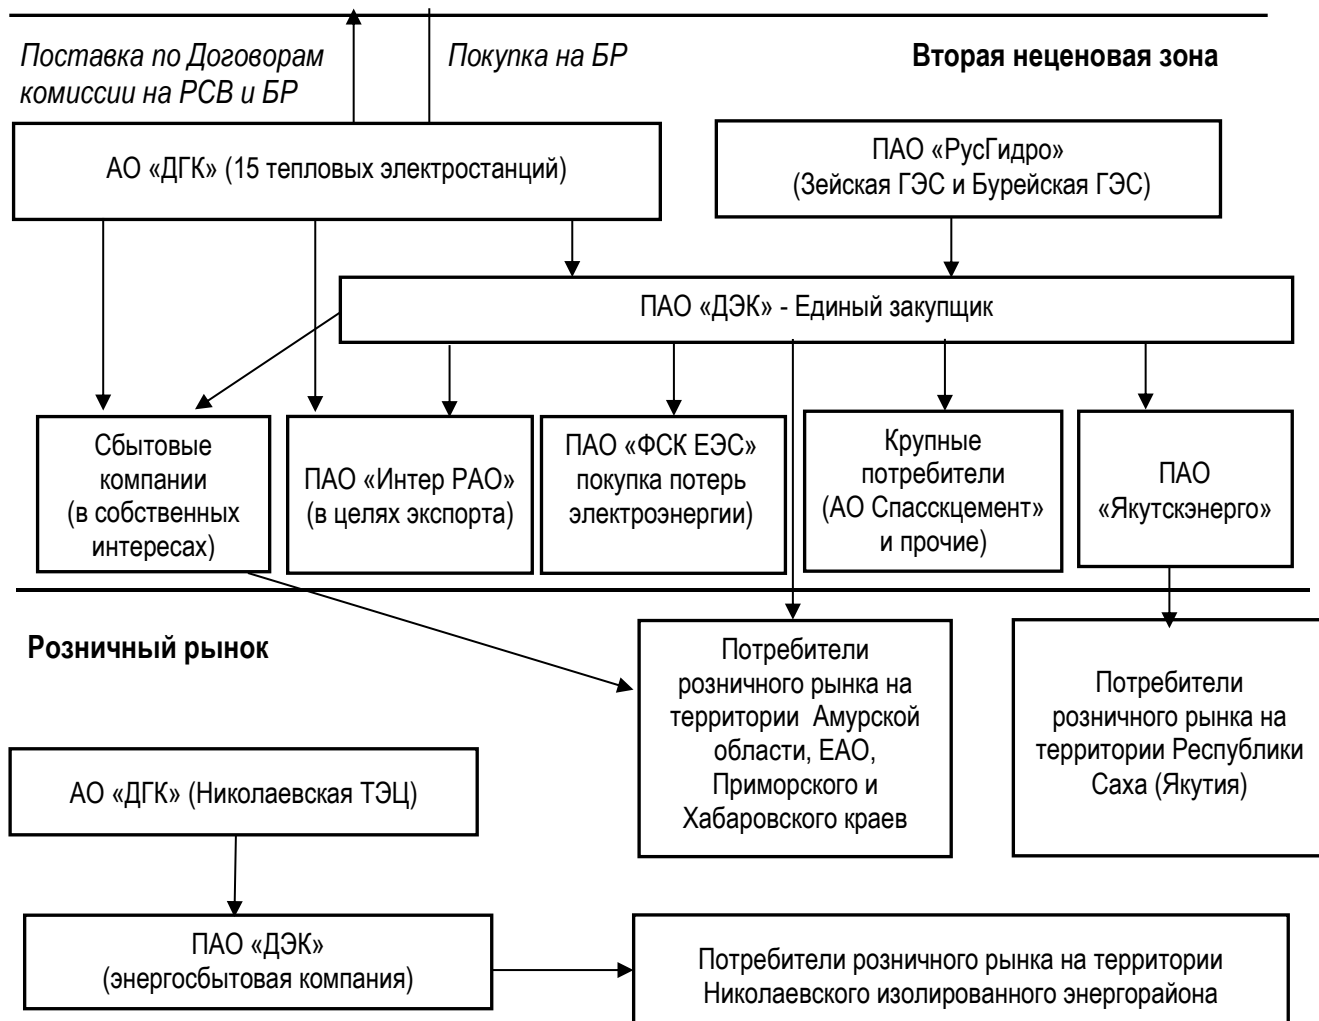 Поставка по Договорам
комиссии на РСВ и БР
Покупка на БР
Вторая неценовая зона
АО «ДГК» (15 тепловых электростанций)
ПАО «РусГидро»
(Зейская ГЭС и Бурейская ГЭС)
ПАО «ДЭК» - Единый закупщик
Сбытовые
компании
(в собственных
интересах)
ПАО «Интер РАО»
(в целях экспорта)
ПАО «ФСК ЕЭС»
покупка потерь
электроэнергии)
Крупные
потребители
(АО Спасскцемент»
и прочие)
ПАО
«Якутскэнерго»
Розничный рынок
Потребители
розничного рынка на
территории Амурской
области, ЕАО,
Приморского и
Хабаровского краев
Потребители
розничного рынка на
территории Республики
Саха (Якутия)
АО «ДГК» (Николаевская ТЭЦ)
ПАО «ДЭК»
(энергосбытовая компания)
Потребители розничного рынка на территории
Николаевского изолированного энергорайона